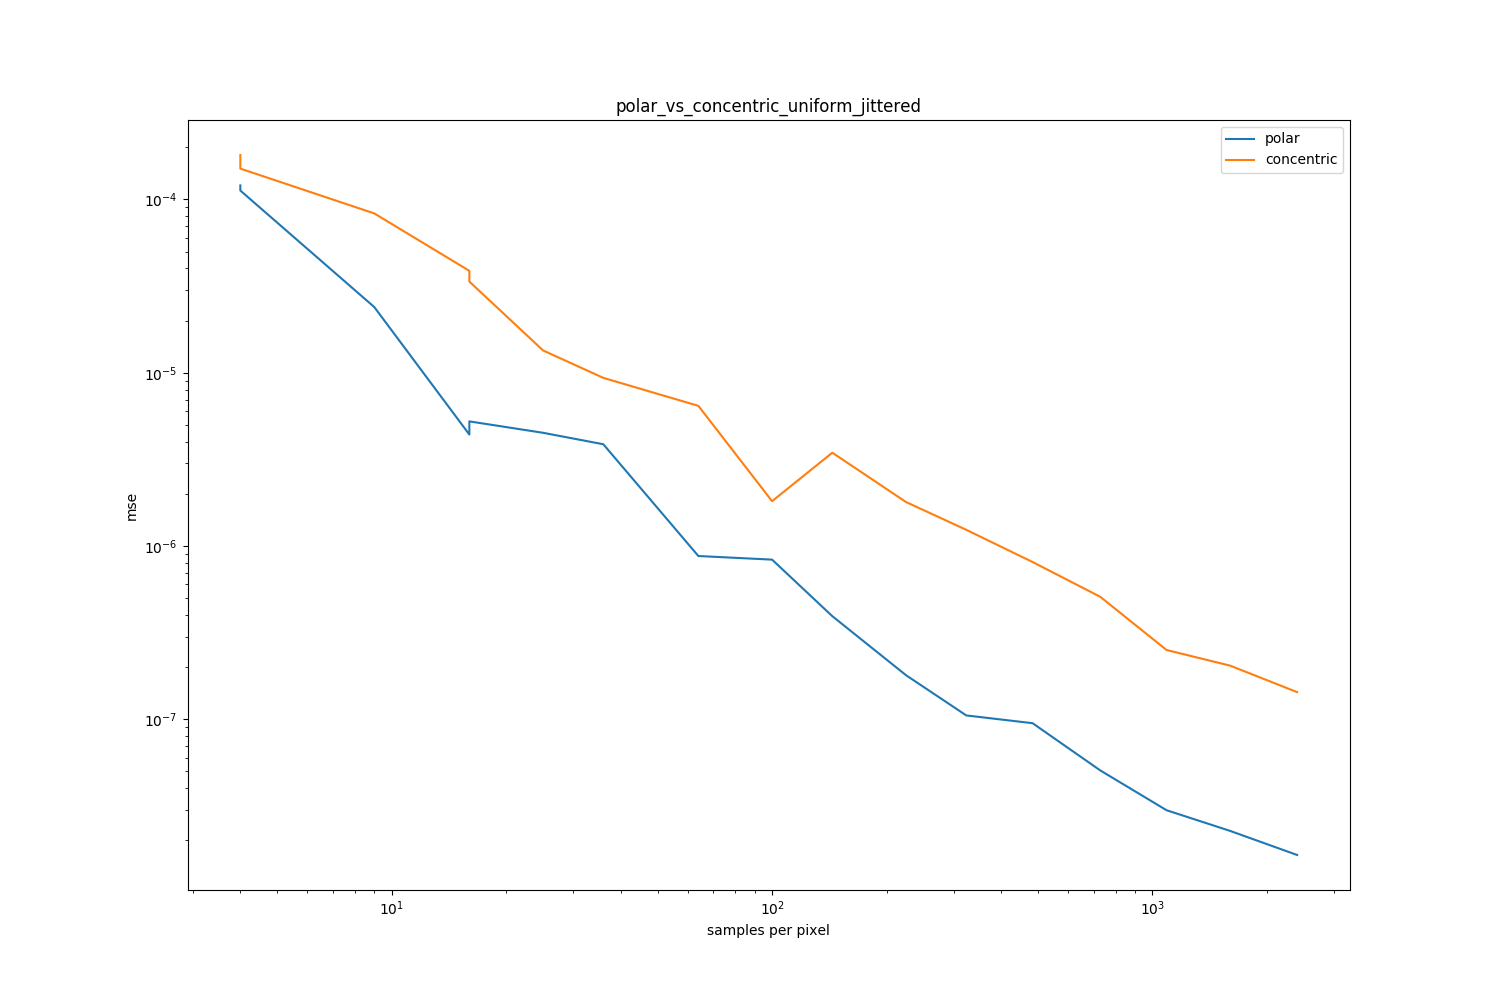 polar_vs_concentric_uniform_jittered
polar
concentric
mse
10⁻⁴
10⁻⁵
10⁻⁶
10⁻⁷
10¹
10²
10³
samples per pixel